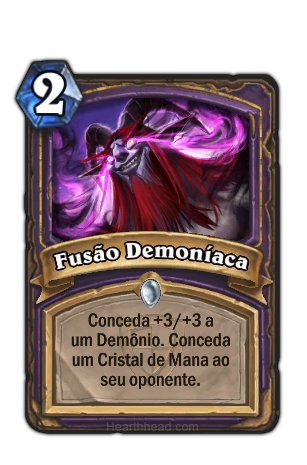 2
Fusão Demoníaca
Conceda +3/+3 a
um Demônio. Conceda
um Cristal de Mana ao
seu oponente.
Hearthhead.com